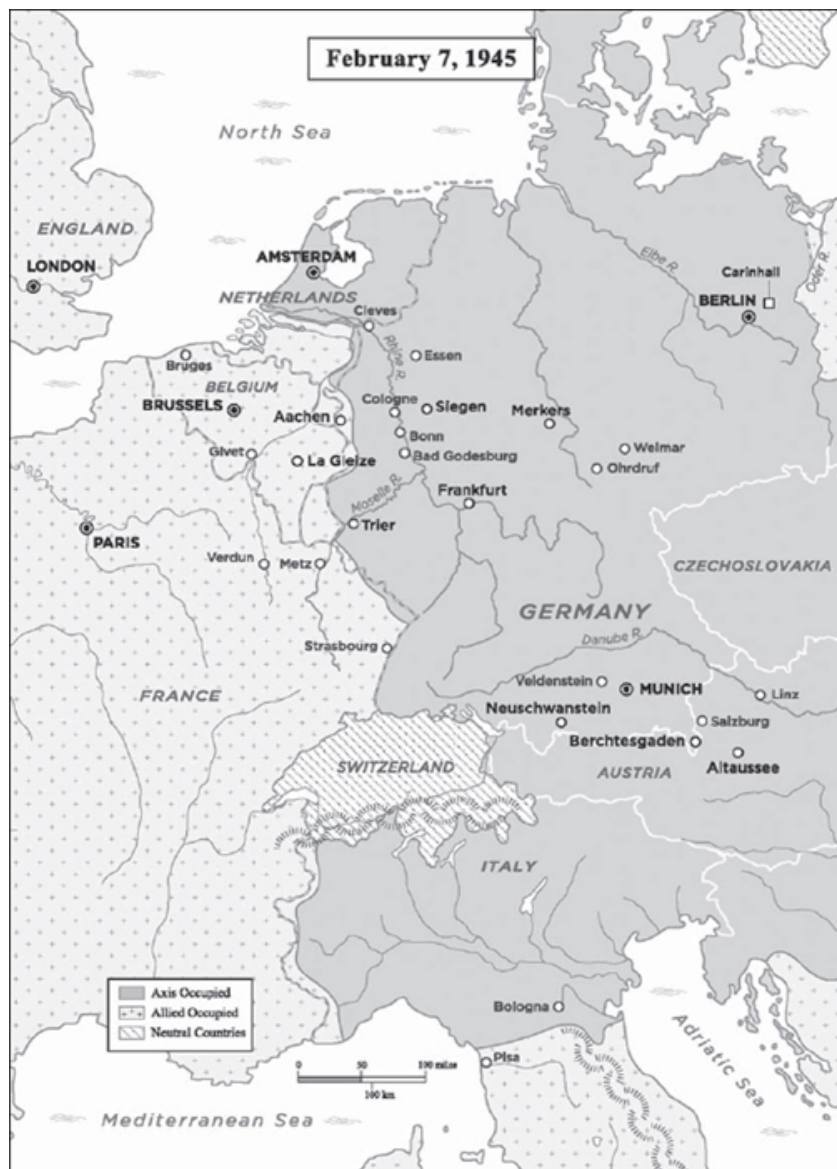 February 7, 1945
North Sea
ENGLAND
LONDON
AMSTERDAM
NETHERLANDS
Elbe R.
Oder R.
Carinhall
BERLIN
Cleves
Rhine R.
Essen
Bruges
BELGIUM
BRUSSELS
Aachen
Cologne
Siegen
Merkers
Bonn
Weimar
Givet
La Gleize
Bad Godesburg
Ohrdruf
Moselle R.
Frankfurt
Trier
PARIS
Verdun
Metz
CZECHOSLOVAKIA
GERMANY
Strasbourg
Danube R.
FRANCE
Veldenstein
MUNICH
Linz
Neuschwanstein
Salzburg
Berchtesgaden
SWITZERLAND
Altaussee
AUSTRIA
ITALY
Axis Occupied
Allied Occupied
Neutral Countries
Bologna
Adriatic Sea
Pisa
0 50 100 miles
100 km
Mediterranean Sea